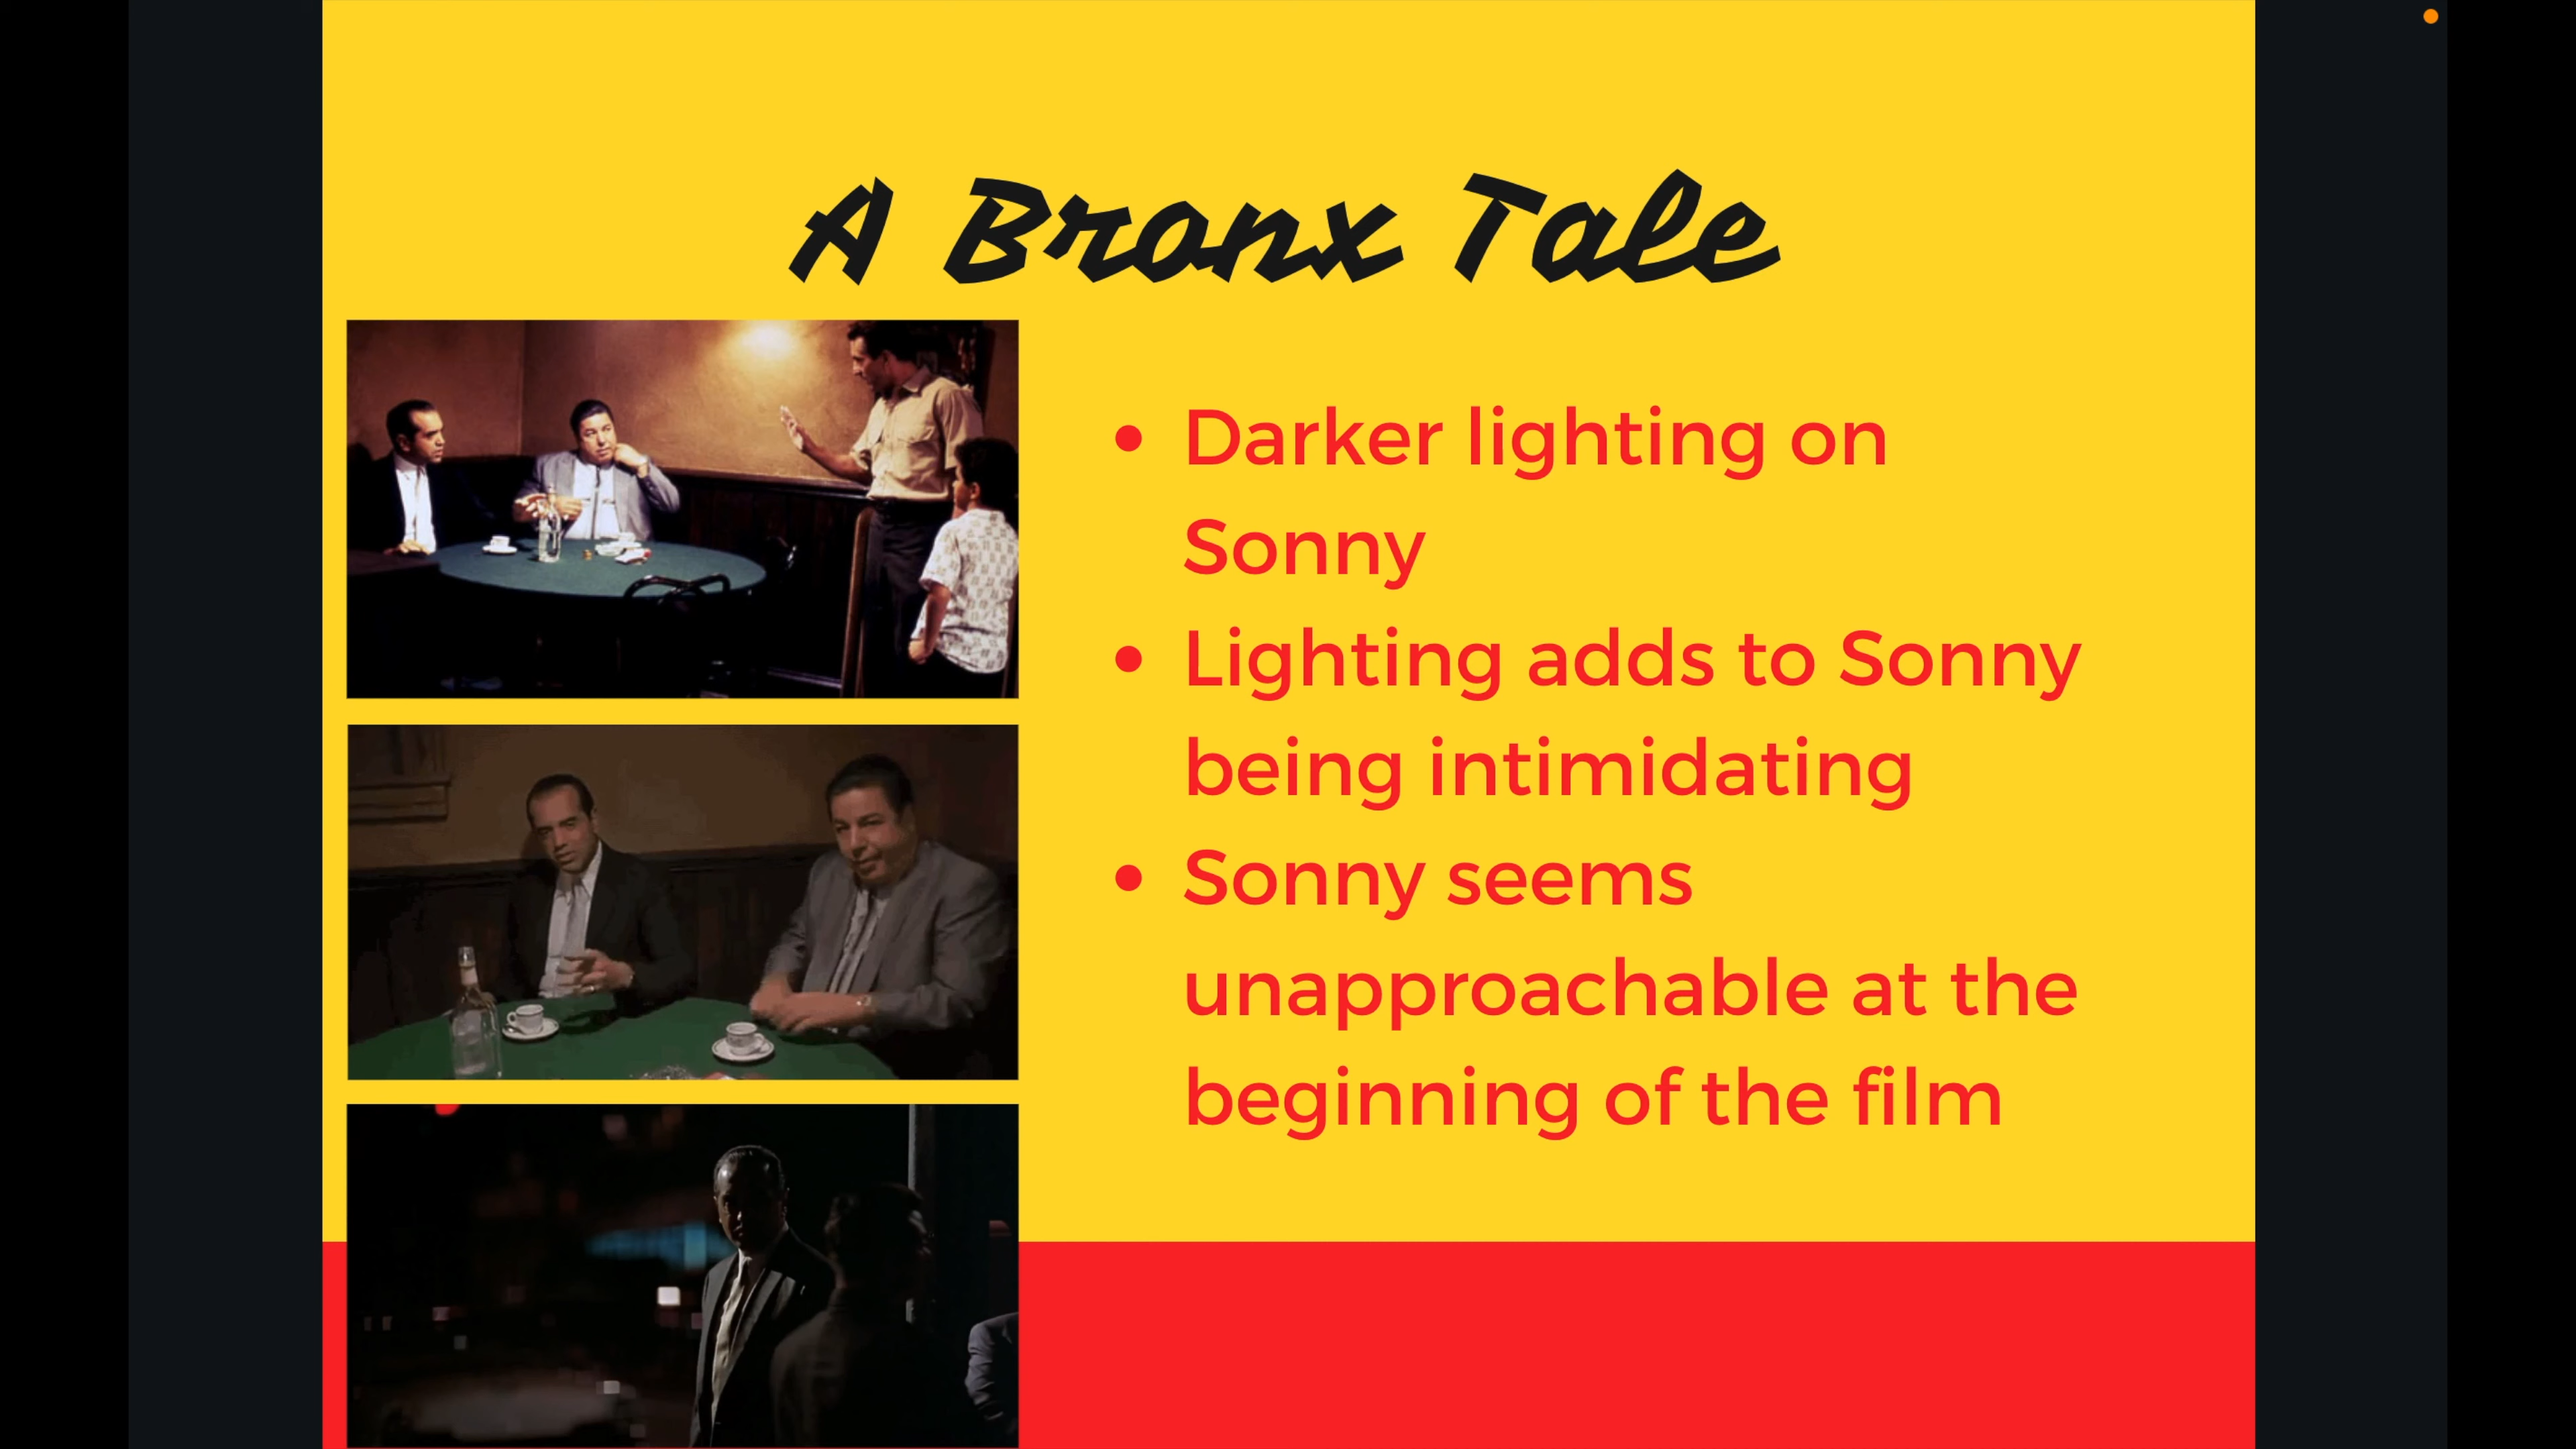 A Bronx Tale
• Darker lighting on
Sonny
• Lighting adds to Sonny
being intimidating
• Sonny seems
unapproachable at the
beginning of the film